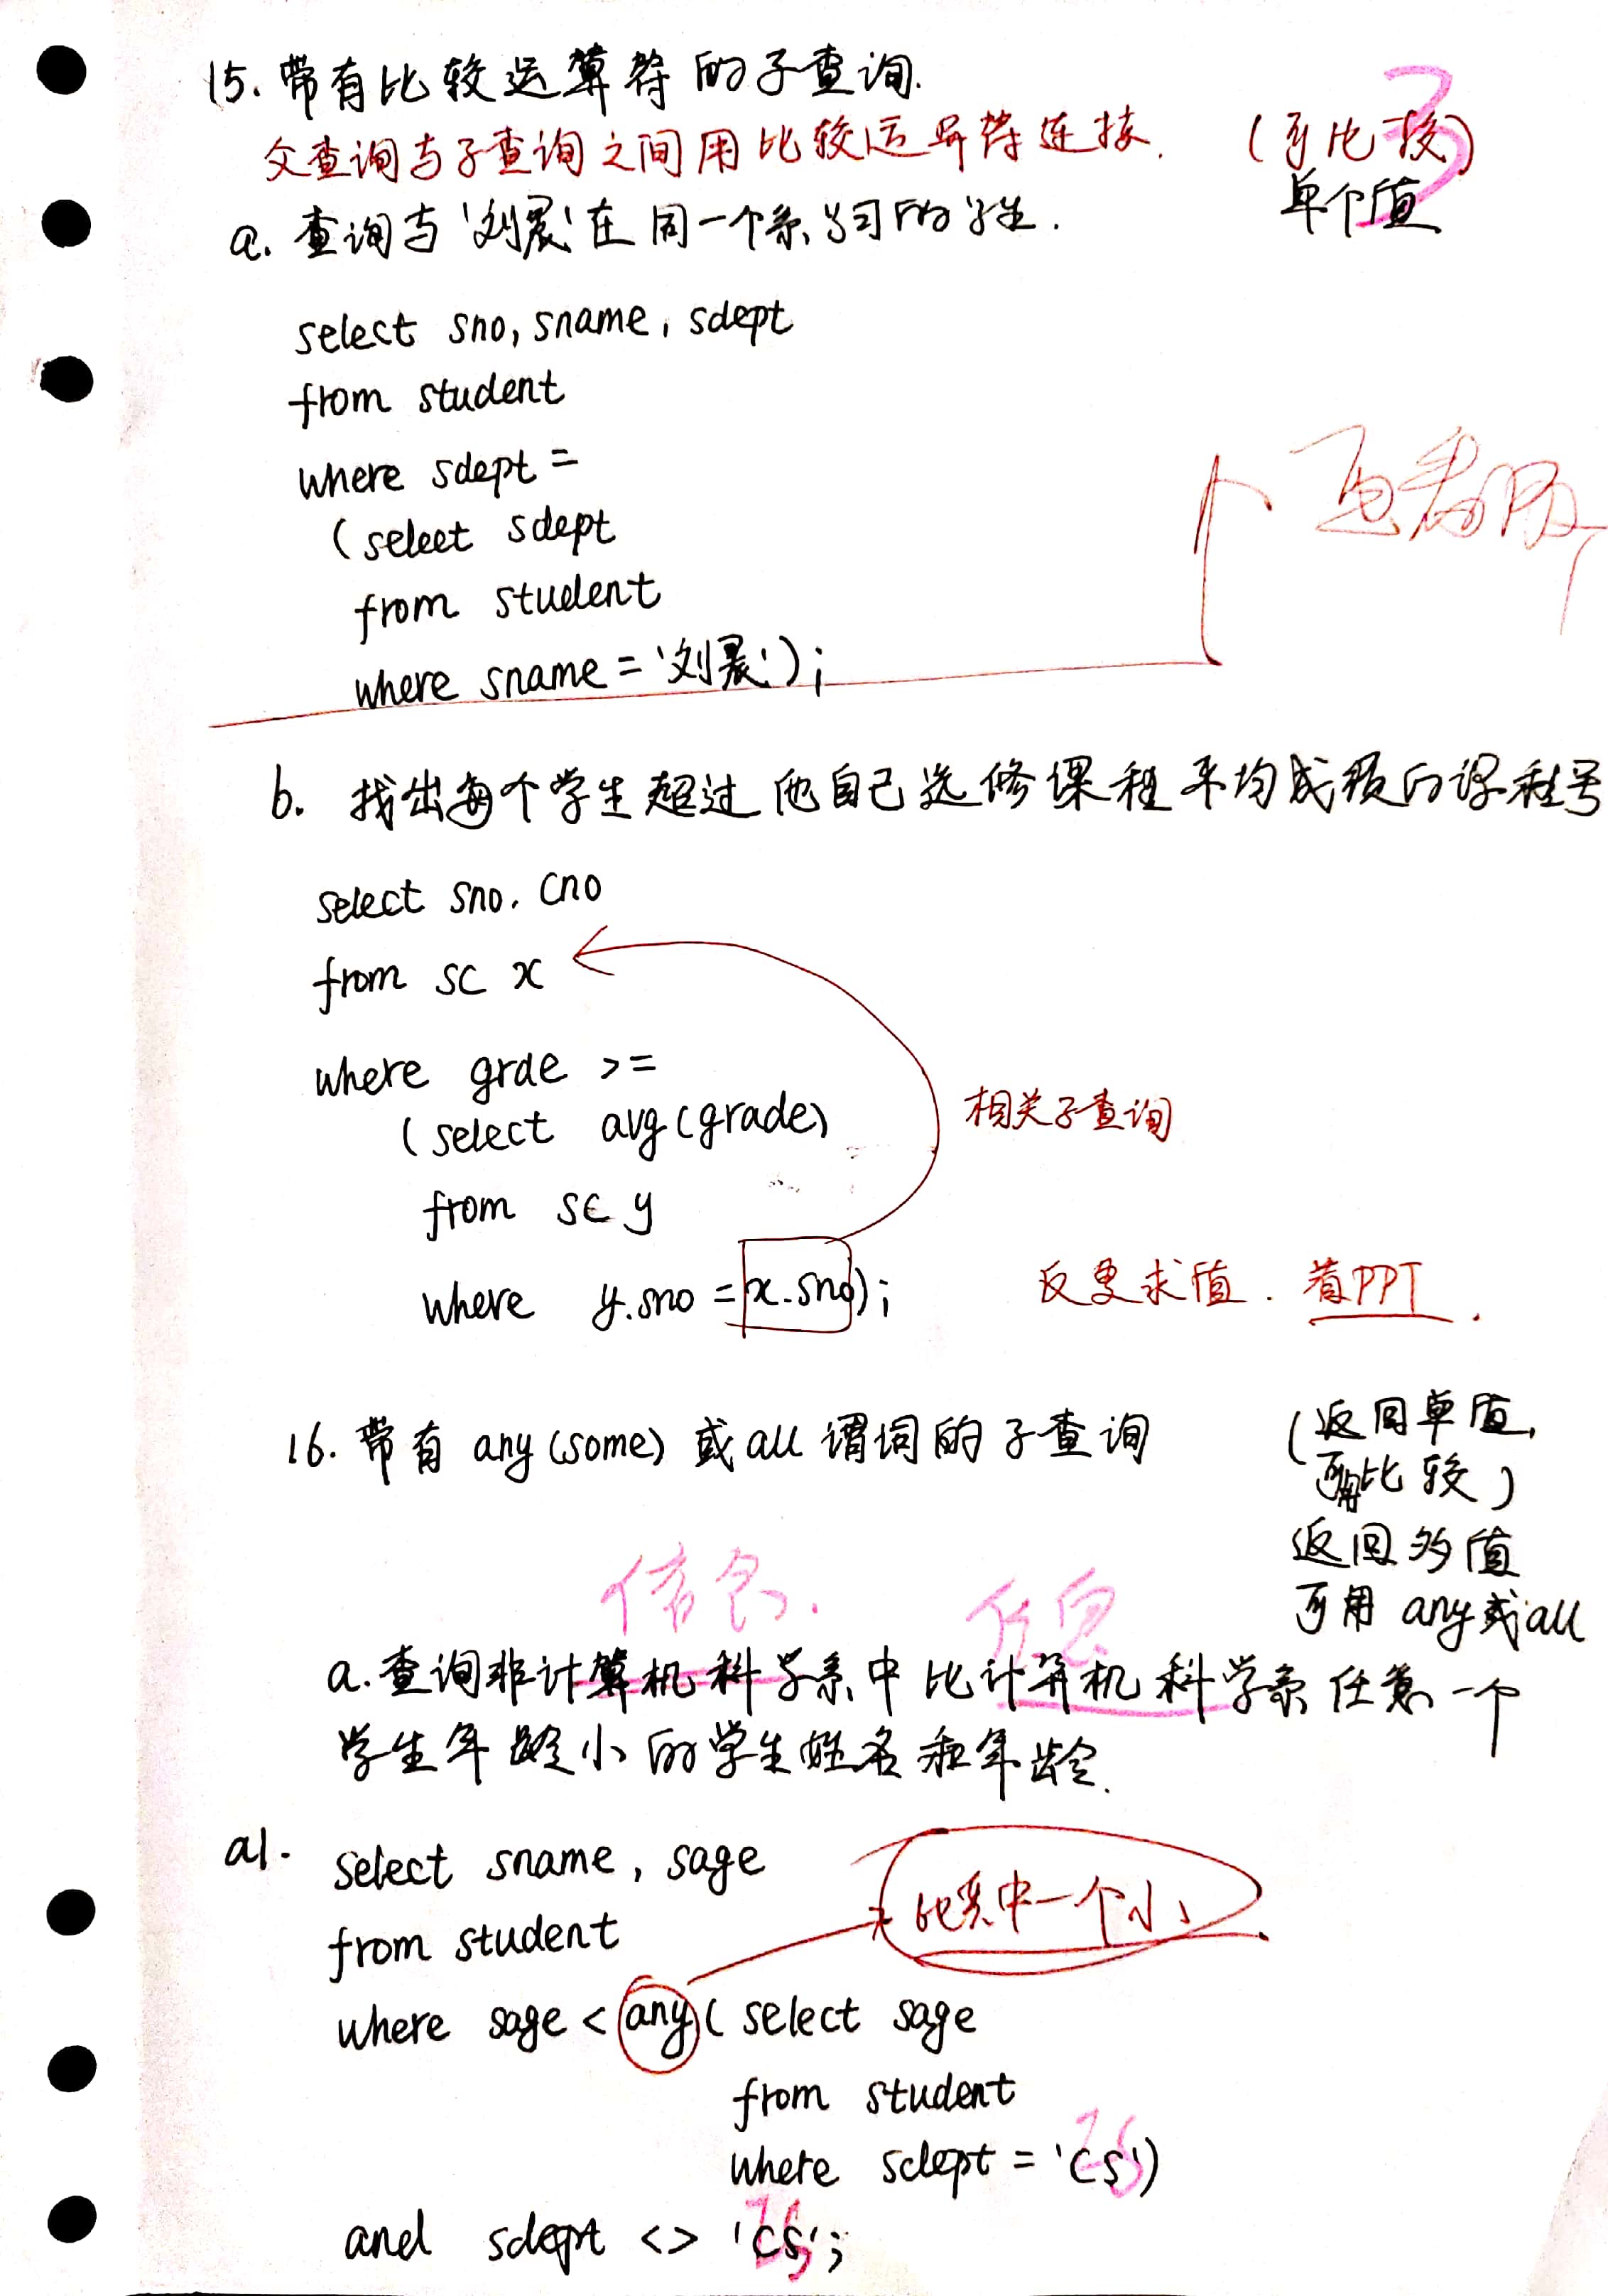 15. 带有比较运算符的子查询.
父查询与子查询之间用比较运算符连接. (可比较)
单个值
a. 查询与'刘晨'在同一个系学习的学生.
select sno, sname, sdept
from student
where sdept =
(select sdept
from student
where sname = '刘晨');
b. 找出每个学生超过他自己选修课程平均成绩的课程号
select sno, cno
from sc x
where grde >=
(select avg(grade)
相关子查询
from sc y
where y.sno = x.sno);
反复求值. 看PPT.
16. 带有 any (some) 或 all 谓词的子查询
(返回单值,
可用比较)
返回多值
可用 any 或 all
信息.
信息
a. 查询非计算机科学系中比计算机科学系任意一个
学生年龄小的学生姓名和年龄.
a1. select sname, sage
from student
比其中一个小
where sage < any ( select sage
from student
where sdept = 'CS')
IS
and sdept <> 'CS';
IS